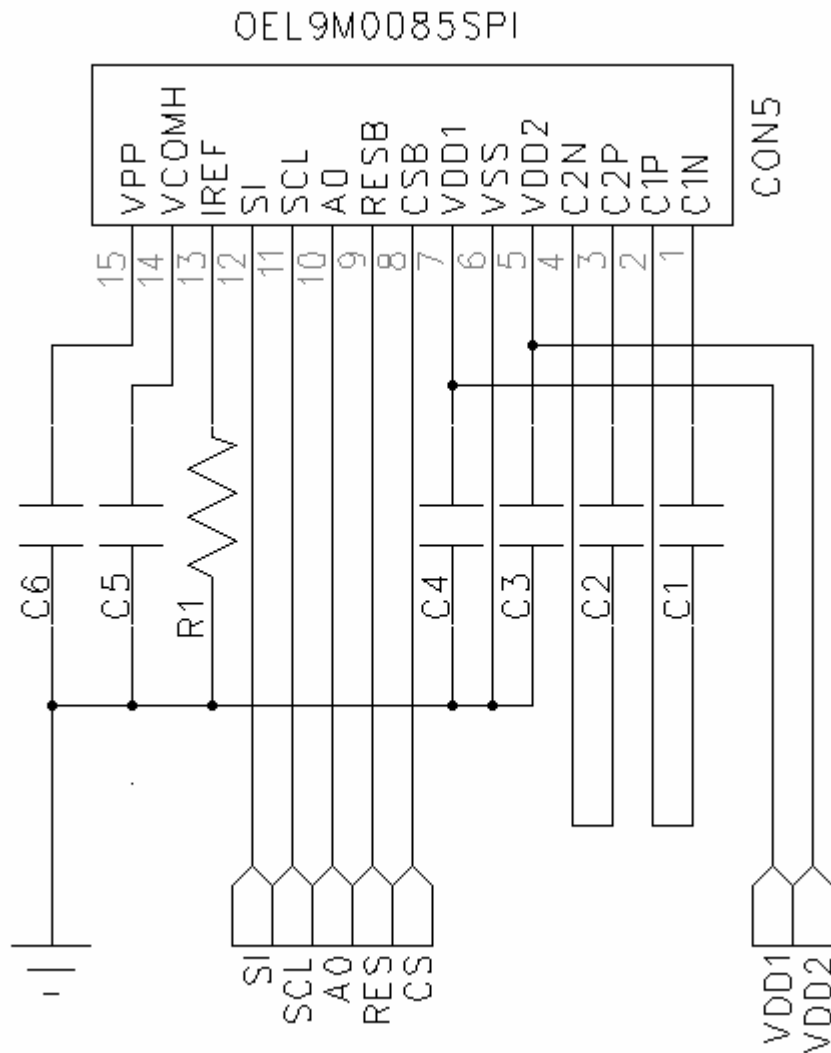 OEL9M0085SPI
CON5
VPP
VCOMH
IREF
SI
SCL
A0
RESB
CSB
VDD1
VSS
VDD2
C2N
C2P
C1P
C1N
15
14
13
12
11
10
9
8
7
6
5
4
3
2
1
C6
C5
R1
C4
C3
C2
C1
SI
SCL
A0
RES
CS
VDD1
VDD2